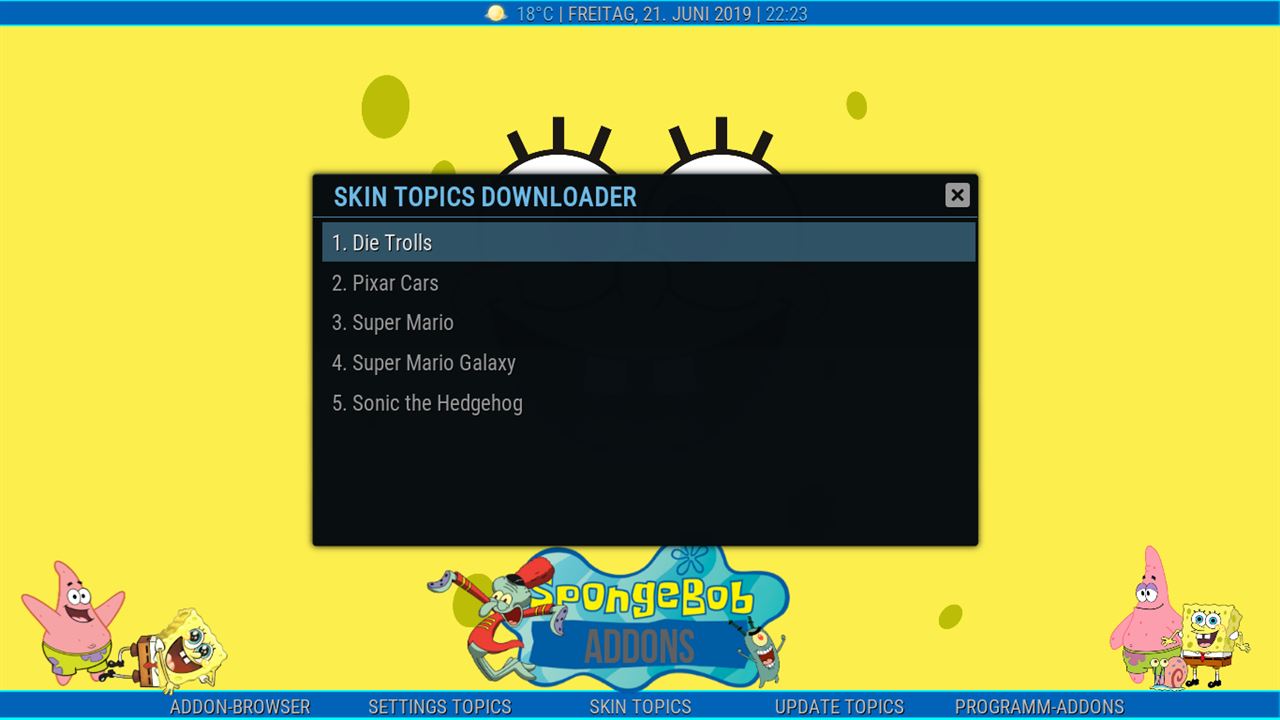 18°C | FREITAG, 21. JUNI 2019 | 22:23
SKIN TOPICS DOWNLOADER
1. Die Trolls
2. Pixar Cars
3. Super Mario
4. Super Mario Galaxy
5. Sonic the Hedgehog
SpongeBob
ADDONS
ADDON-BROWSER SETTINGS TOPICS SKIN TOPICS UPDATE TOPICS PROGRAMM-ADDONS